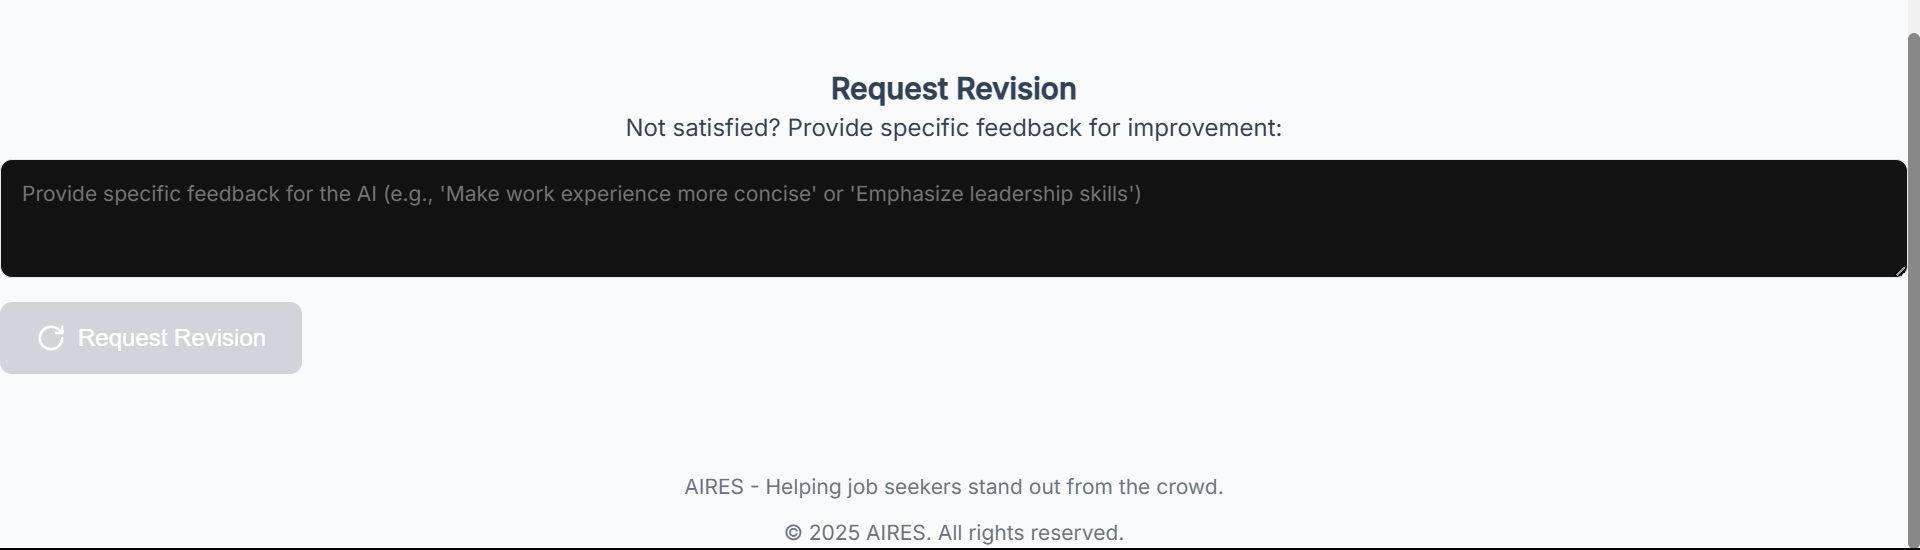 Request Revision
Not satisfied? Provide specific feedback for improvement:
Provide specific feedback for the AI (e.g., 'Make work experience more concise' or 'Emphasize leadership skills')
Request Revision
AIRES - Helping job seekers stand out from the crowd.
© 2025 AIRES. All rights reserved.